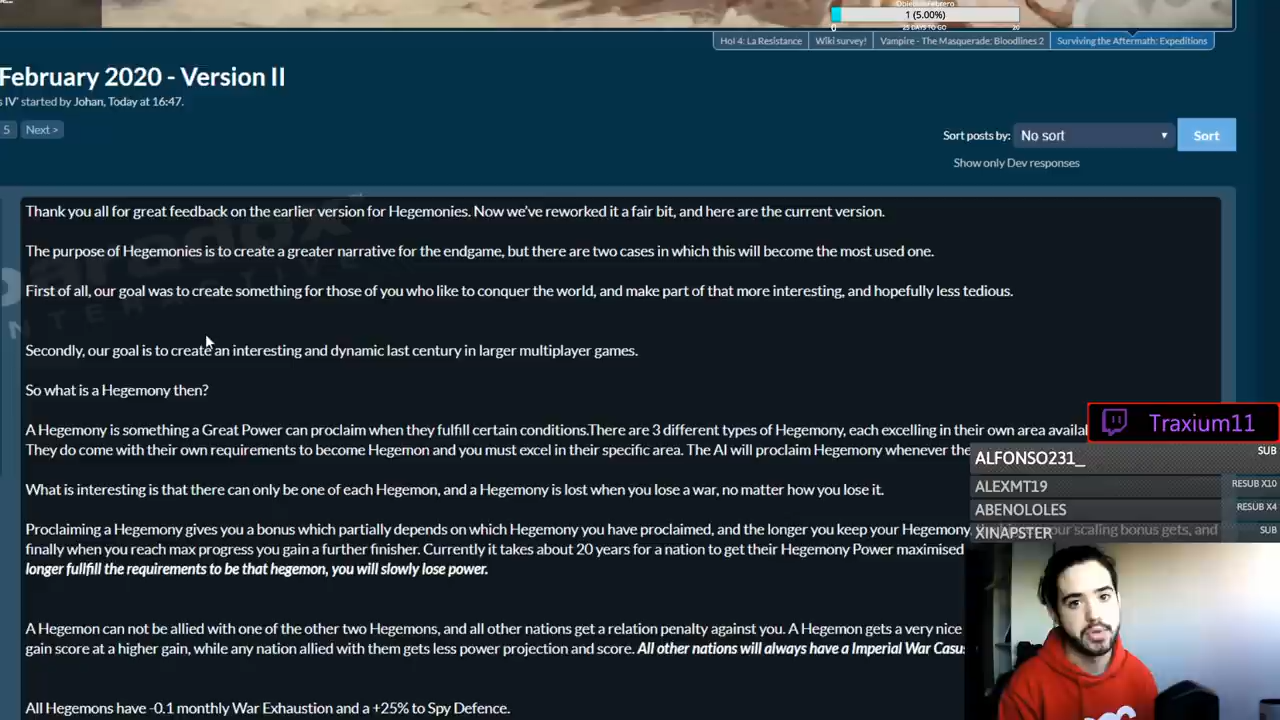 1 (5.00%)
0
25 DAYS TO GO
20
HoI 4: La Resistance
Wiki survey!
Vampire - The Masquerade: Bloodlines 2
Surviving the Aftermath: Expeditions
February 2020 - Version II
s IV' started by Johan, Today at 16:47.
5
Next >
Sort posts by:
No sort
Sort
Show only Dev responses
Thank you all for great feedback on the earlier version for Hegemonies. Now we've reworked it a fair bit, and here are the current version.
The purpose of Hegemonies is to create a greater narrative for the endgame, but there are two cases in which this will become the most used one.
First of all, our goal was to create something for those of you who like to conquer the world, and make part of that more interesting, and hopefully less tedious.
Secondly, our goal is to create an interesting and dynamic last century in larger multiplayer games.
So what is a Hegemony then?
A Hegemony is something a Great Power can proclaim when they fulfill certain conditions.There are 3 different types of Hegemony, each excelling in their own area availa
They do come with their own requirements to become Hegemon and you must excel in their specific area. The AI will proclaim Hegemony whenever the
What is interesting is that there can only be one of each Hegemon, and a Hegemony is lost when you lose a war, no matter how you lose it.
Proclaiming a Hegemony gives you a bonus which partially depends on which Hegemony you have proclaimed, and the longer you keep your Hegemony your scaling bonus gets, and
finally when you reach max progress you gain a further finisher. Currently it takes about 20 years for a nation to get their Hegemony Power maximised
longer fullfill the requirements to be that hegemon, you will slowly lose power.
A Hegemon can not be allied with one of the other two Hegemons, and all other nations get a relation penalty against you. A Hegemon gets a very nice
gain score at a higher gain, while any nation allied with them gets less power projection and score. All other nations will always have a Imperial War Casus
All Hegemons have -0.1 monthly War Exhaustion and a +25% to Spy Defence.
Traxium11
ALFONSO231_ SUB
ALEXMT19 RESUB X10
ABENOLOLES RESUB X4
XINAPSTER SUB